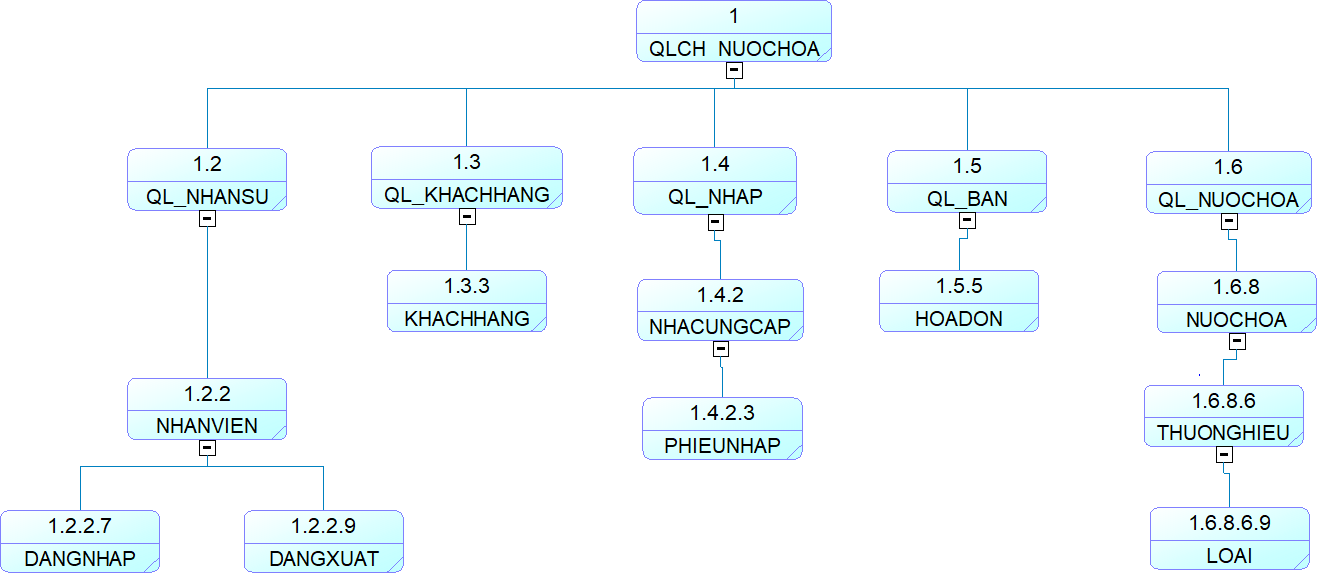 1
QLCH_NUOCHOA
1.2
QL_NHANSU
1.3
QL_KHACHHANG
1.4
QL_NHAP
1.5
QL_BAN
1.6
QL_NUOCHOA
1.3.3
KHACHHANG
1.4.2
NHACUNGCAP
1.5.5
HOADON
1.6.8
NUOCHOA
1.2.2
NHANVIEN
1.4.2.3
PHIEUNHAP
1.6.8.6
THUONGHIEU
1.2.2.7
DANGNHAP
1.2.2.9
DANGXUAT
1.6.8.6.9
LOAI